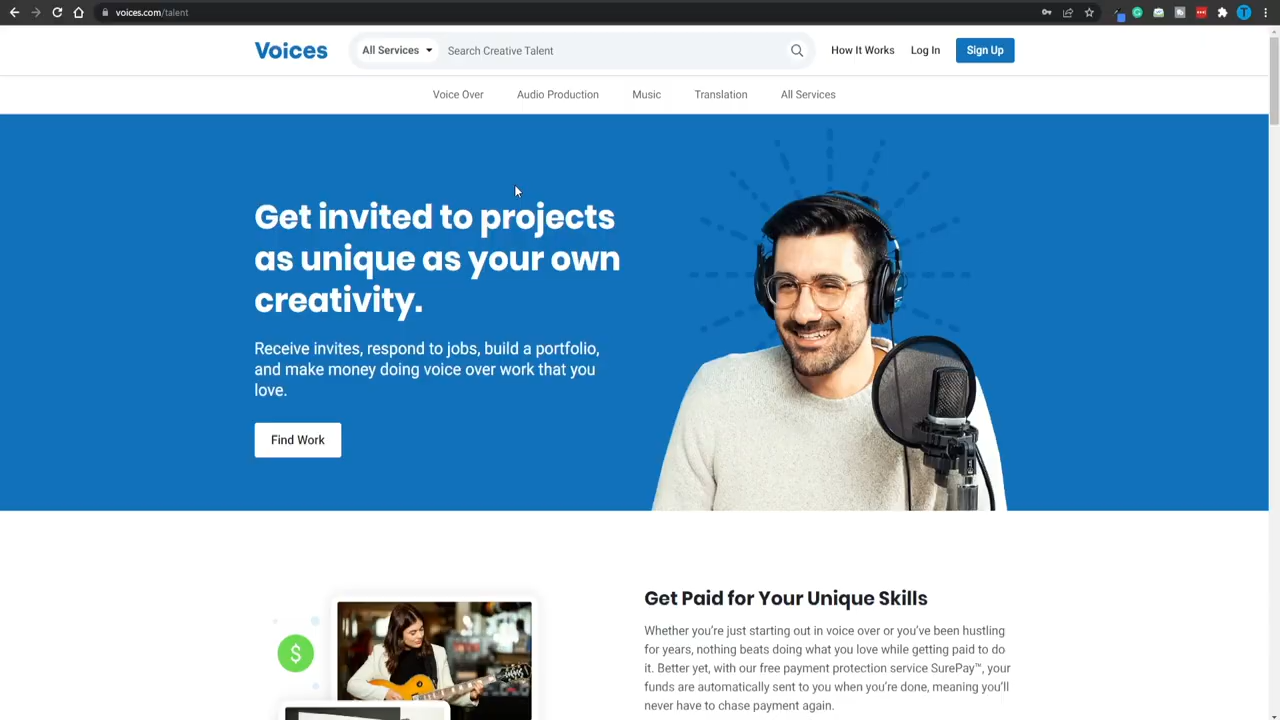 voices.com/talent
T
Voices
All Services
Search Creative Talent
How It Works
Log In
Sign Up
Voice Over
Audio Production
Music
Translation
All Services
Get invited to projects
as unique as your own
creativity.
Receive invites, respond to jobs, build a portfolio,
and make money doing voice over work that you
love.
Find Work
$
Get Paid for Your Unique Skills
Whether you're just starting out in voice over or you've been hustling
for years, nothing beats doing what you love while getting paid to do
it. Better yet, with our free payment protection service SurePay™, your
funds are automatically sent to you when you're done, meaning you'll
never have to chase payment again.